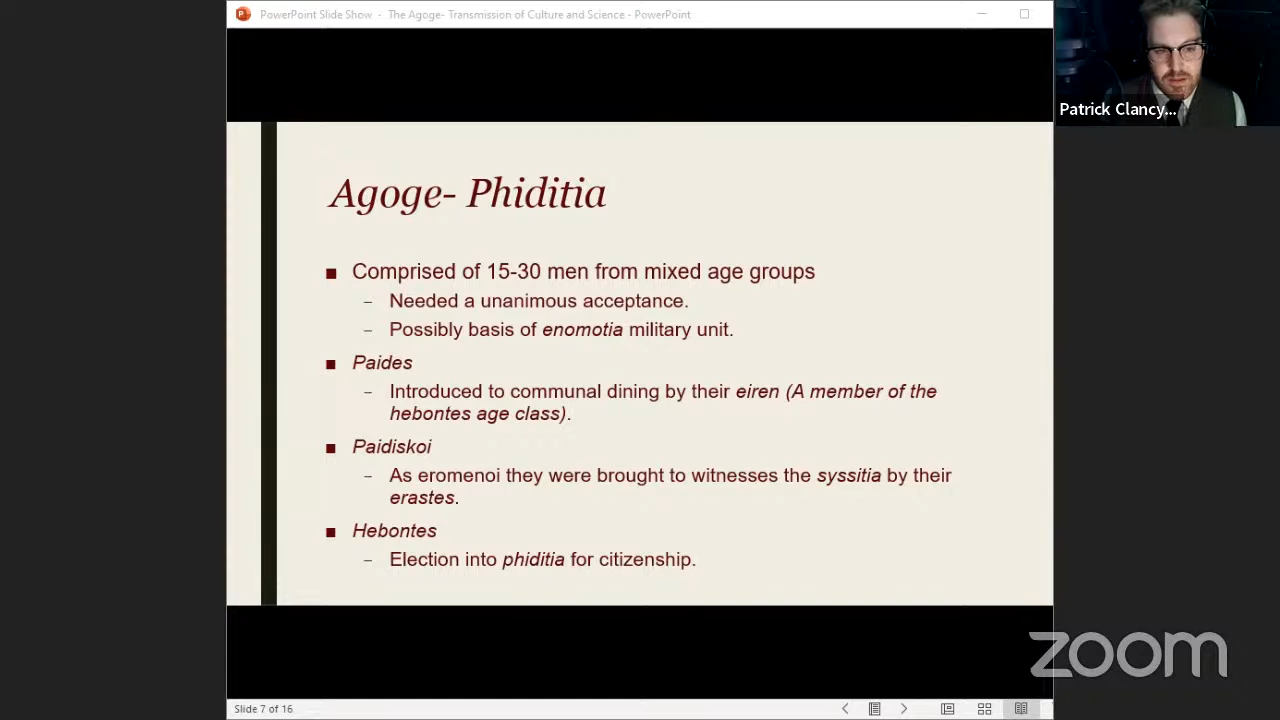 PowerPoint Slide Show - The Agoge- Transmission of Culture and Science - PowerPoint
Patrick Clancy...
Agoge- Phiditia
■ Comprised of 15-30 men from mixed age groups
– Needed a unanimous acceptance.
– Possibly basis of enomotia military unit.
■ Paides
– Introduced to communal dining by their eiren (A member of the
hebontes age class).
■ Paidiskoi
– As eromenoi they were brought to witnesses the syssitia by their
erastes.
■ Hebontes
– Election into phiditia for citizenship.
zoom
Slide 7 of 16